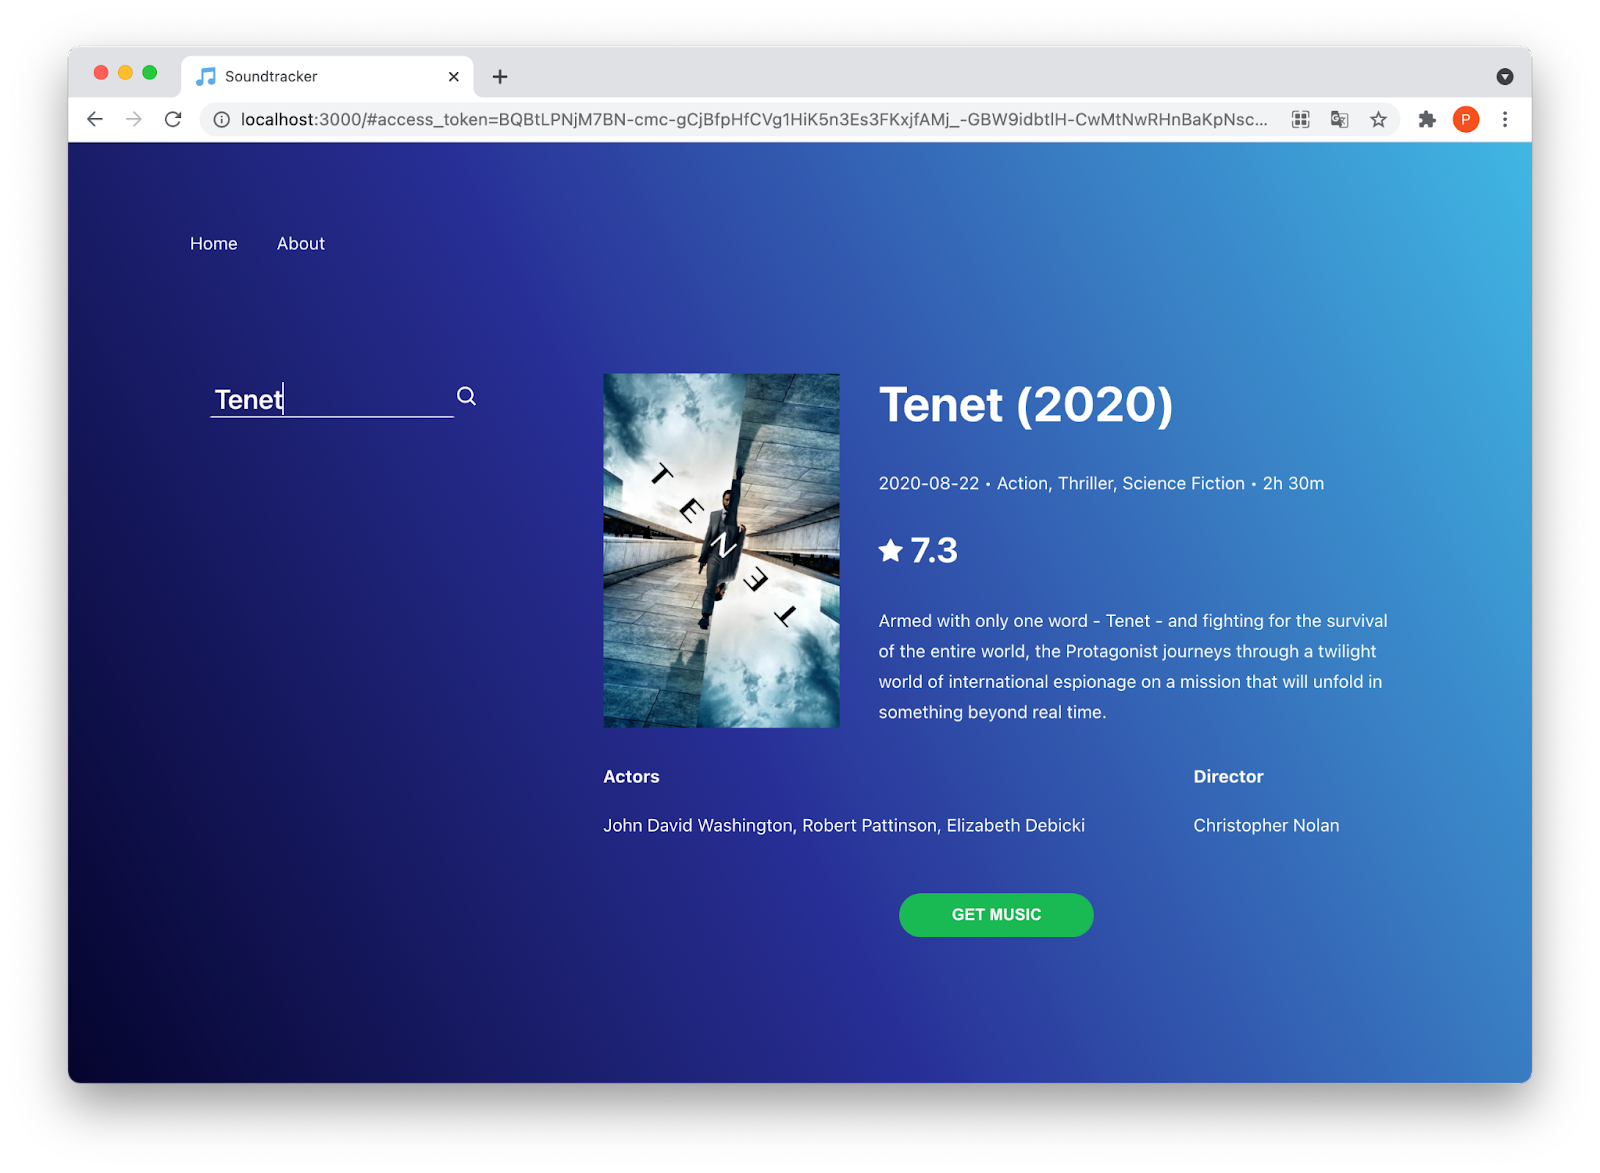 Soundtracker
localhost:3000/#access_token=BQBtLPNjM7BN-cmc-gCjBfpHfCVg1HiK5n3Es3FKxjfAMj_-GBW9idbtlH-CwMtNwRHnBaKpNsc...
P
Home About
Tenet
TENET
Tenet (2020)
2020-08-22 • Action, Thriller, Science Fiction • 2h 30m
7.3
Armed with only one word - Tenet - and fighting for the survival
of the entire world, the Protagonist journeys through a twilight
world of international espionage on a mission that will unfold in
something beyond real time.
Actors
John David Washington, Robert Pattinson, Elizabeth Debicki
Director
Christopher Nolan
GET MUSIC